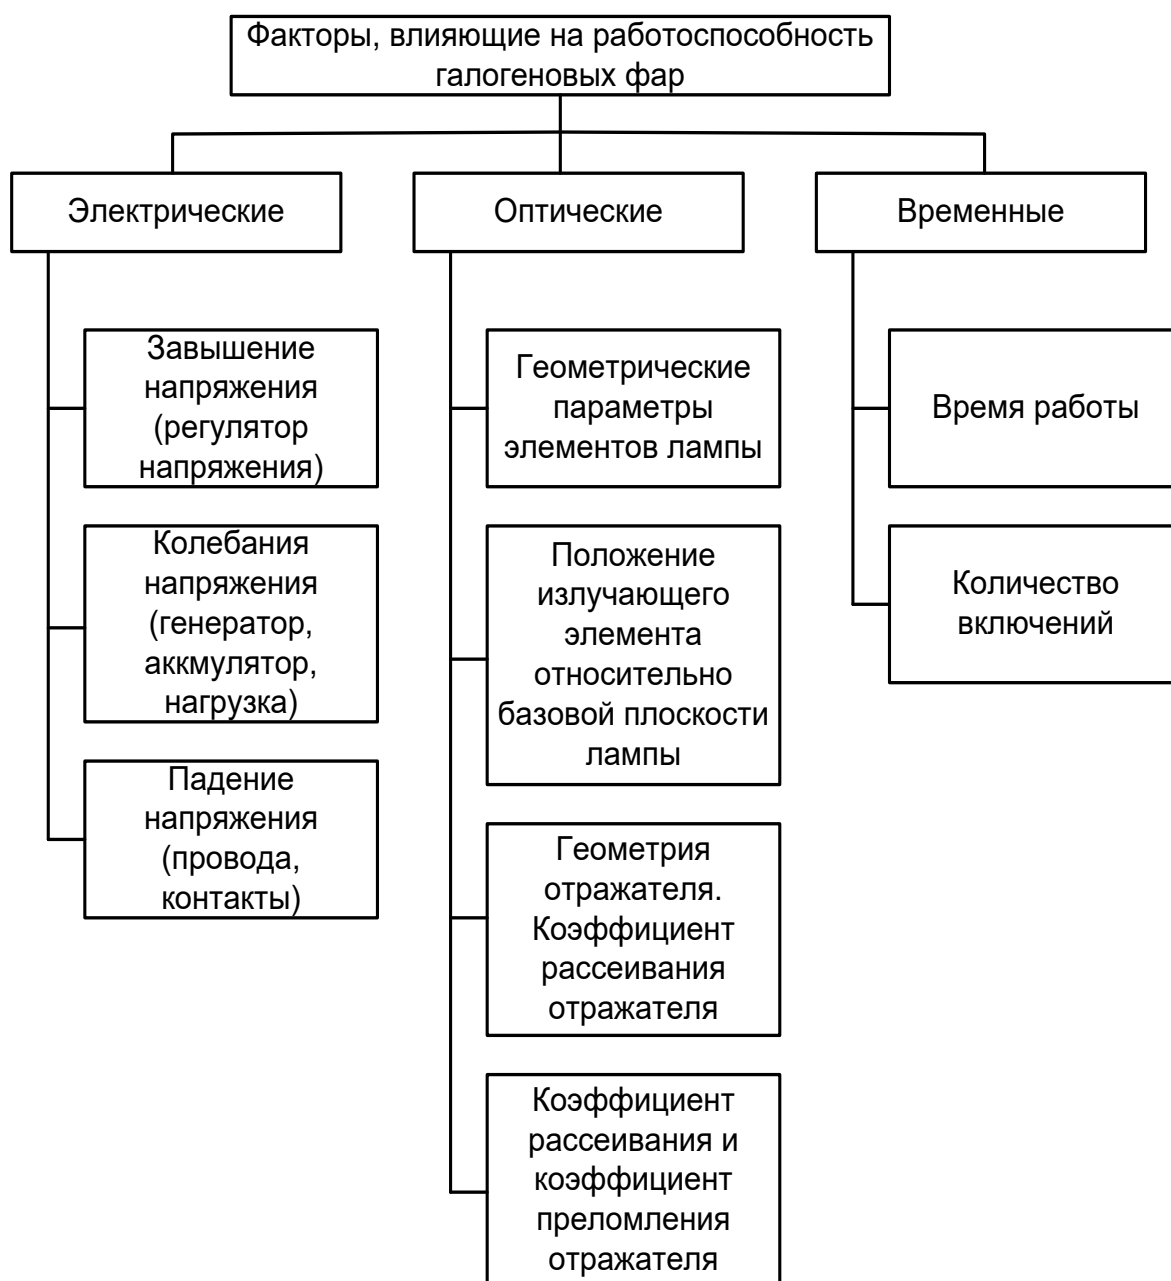 Факторы, влияющие на работоспособность
галогеновых фар
Электрические
Завышение
напряжения
(регулятор
напряжения)
Колебания
напряжения
(генератор,
аккмулятор,
нагрузка)
Падение
напряжения
(провода,
контакты)
Оптические
Геометрические
параметры
элементов лампы
Положение
излучающего
элемента
относительно
базовой плоскости
лампы
Геометрия
отражателя.
Коэффициент
рассеивания
отражателя
Коэффициент
рассеивания и
коэффициент
преломления
отражателя
Временные
Время работы
Количество
включений